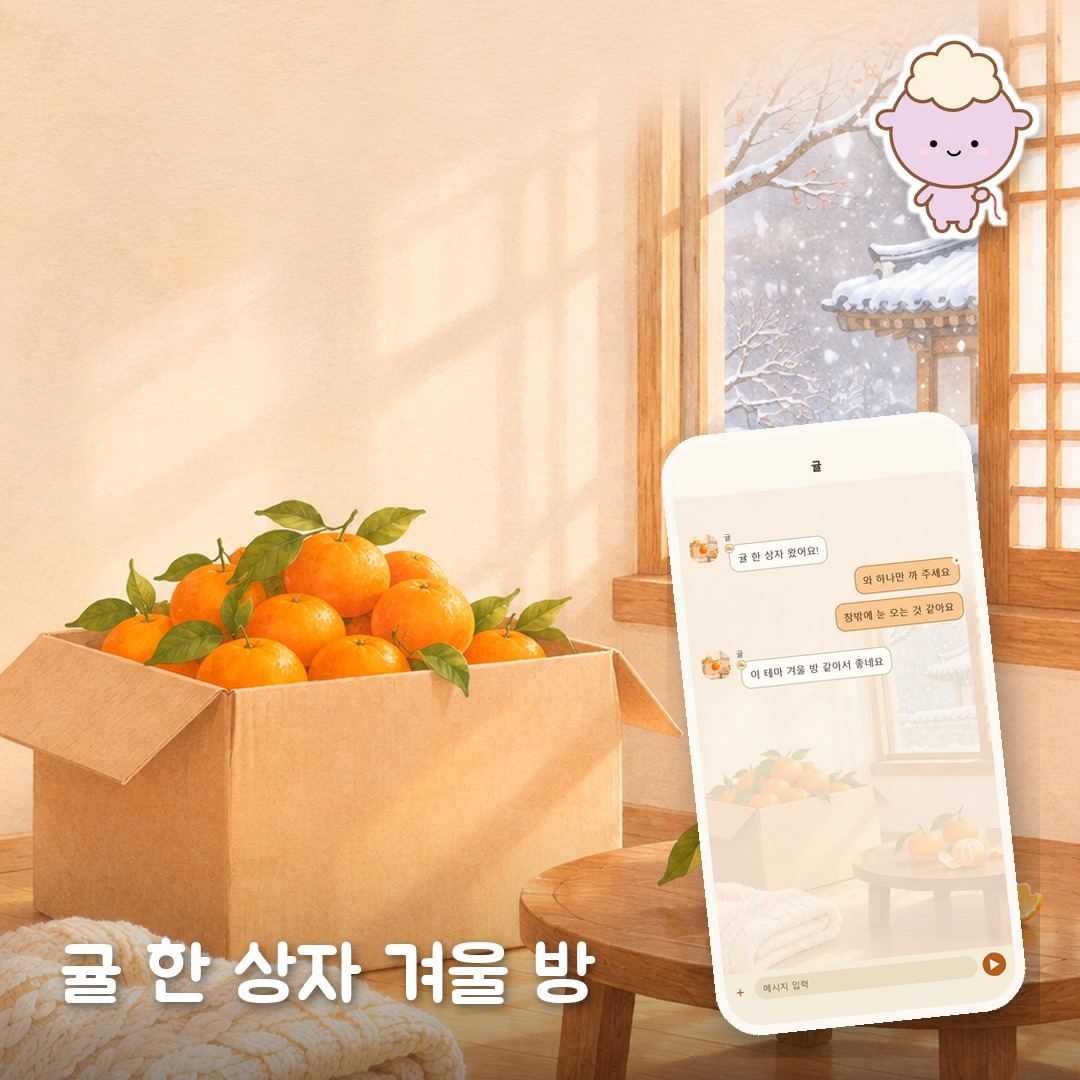 귤
귤
귤 한 상자 왔어요!
와 하나만 까 주세요
창밖에 눈 오는 것 같아요
귤
이 테마 겨울 방 같아서 좋네요
+ 메시지 입력
귤 한 상자 겨울 방